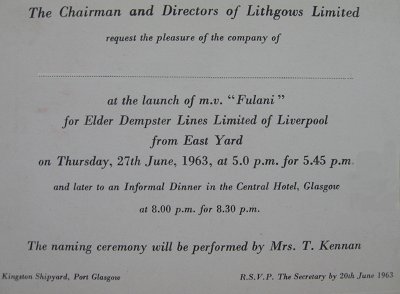 The Chairman and Directors of Lithgows Limited
request the pleasure of the company of
at the launch of m.v. "Fulani"
for Elder Dempster Lines Limited of Liverpool
from East Yard
on Thursday, 27th June, 1963, at 5.0 p.m. for 5.45 p.m.
and later to an Informal Dinner in the Central Hotel, Glasgow
at 8.00 p.m. for 8.30 p.m.
The naming ceremony will be performed by Mrs. T. Kennan
Kingston Shipyard, Port Glasgow
R.S.V.P. The Secretary by 20th June 1963